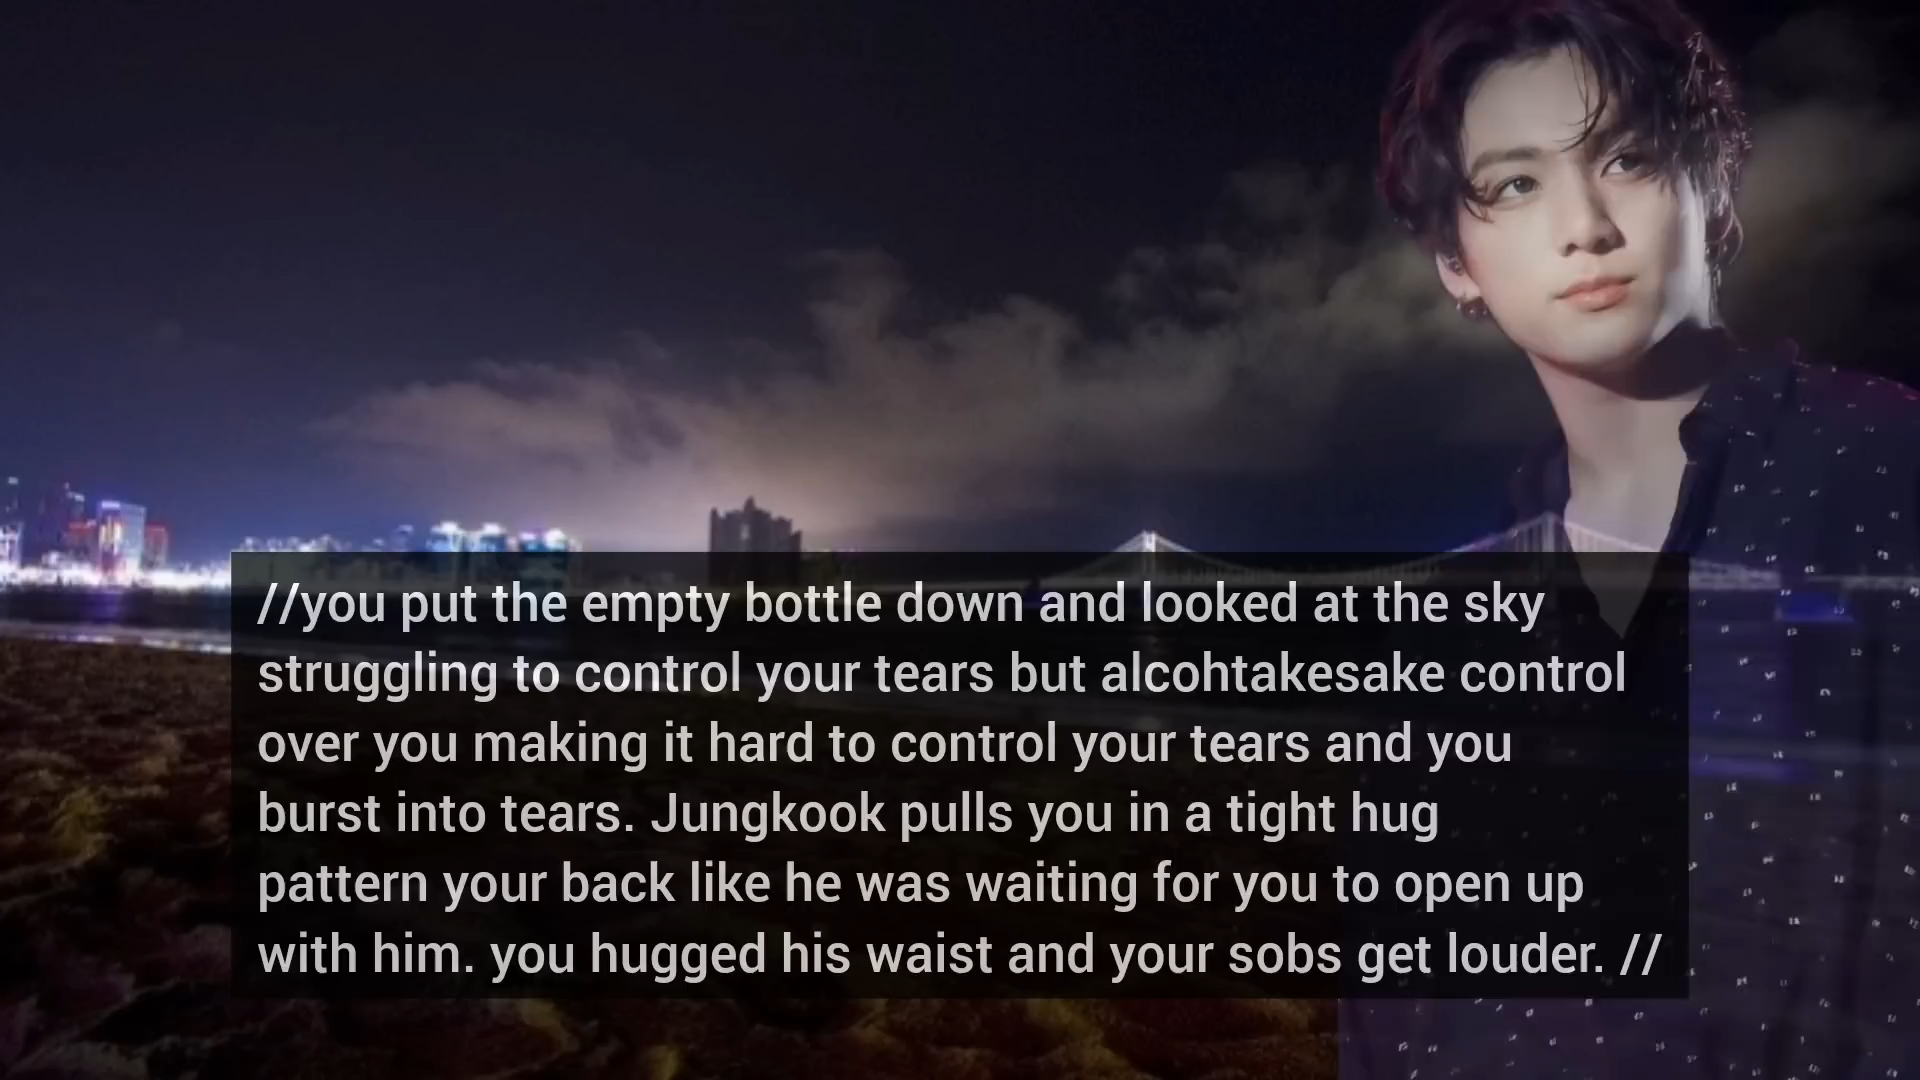 //you put the empty bottle down and looked at the sky
struggling to control your tears but alcohtakesake control
over you making it hard to control your tears and you
burst into tears. Jungkook pulls you in a tight hug
pattern your back like he was waiting for you to open up
with him. you hugged his waist and your sobs get louder. //